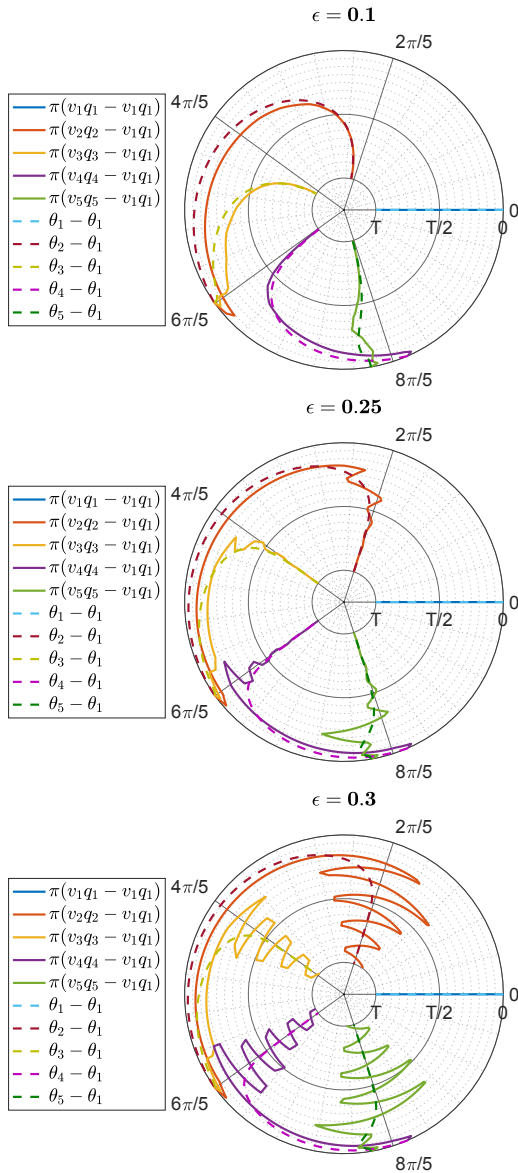 ϵ = 0.1
2π/5
4π/5
6π/5
8π/5
T
T/2
0
0
π(v₁q₁ − v₁q₁)
π(v₂q₂ − v₁q₁)
π(v₃q₃ − v₁q₁)
π(v₄q₄ − v₁q₁)
π(v₅q₅ − v₁q₁)
θ₁ − θ₁
θ₂ − θ₁
θ₃ − θ₁
θ₄ − θ₁
θ₅ − θ₁
ϵ = 0.25
2π/5
4π/5
6π/5
8π/5
T
T/2
0
0
π(v₁q₁ − v₁q₁)
π(v₂q₂ − v₁q₁)
π(v₃q₃ − v₁q₁)
π(v₄q₄ − v₁q₁)
π(v₅q₅ − v₁q₁)
θ₁ − θ₁
θ₂ − θ₁
θ₃ − θ₁
θ₄ − θ₁
θ₅ − θ₁
ϵ = 0.3
2π/5
4π/5
6π/5
8π/5
T
T/2
0
0
π(v₁q₁ − v₁q₁)
π(v₂q₂ − v₁q₁)
π(v₃q₃ − v₁q₁)
π(v₄q₄ − v₁q₁)
π(v₅q₅ − v₁q₁)
θ₁ − θ₁
θ₂ − θ₁
θ₃ − θ₁
θ₄ − θ₁
θ₅ − θ₁